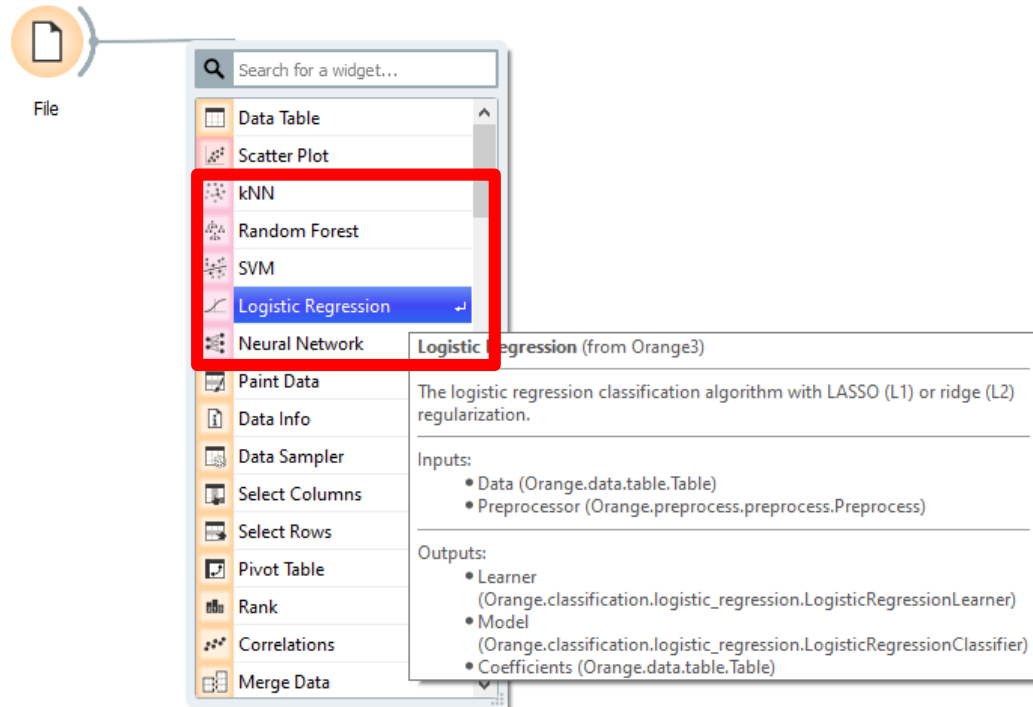 File
Search for a widget...
Data Table
Scatter Plot
kNN
Random Forest
SVM
Logistic Regression
Neural Network
Paint Data
Data Info
Data Sampler
Select Columns
Select Rows
Pivot Table
Rank
Correlations
Merge Data
Logistic Regression (from Orange3)
The logistic regression classification algorithm with LASSO (L1) or ridge (L2)
regularization.
Inputs:
• Data (Orange.data.table.Table)
• Preprocessor (Orange.preprocess.preprocess.Preprocess)
Outputs:
• Learner
(Orange.classification.logistic_regression.LogisticRegressionLearner)
• Model
(Orange.classification.logistic_regression.LogisticRegressionClassifier)
• Coefficients (Orange.data.table.Table)